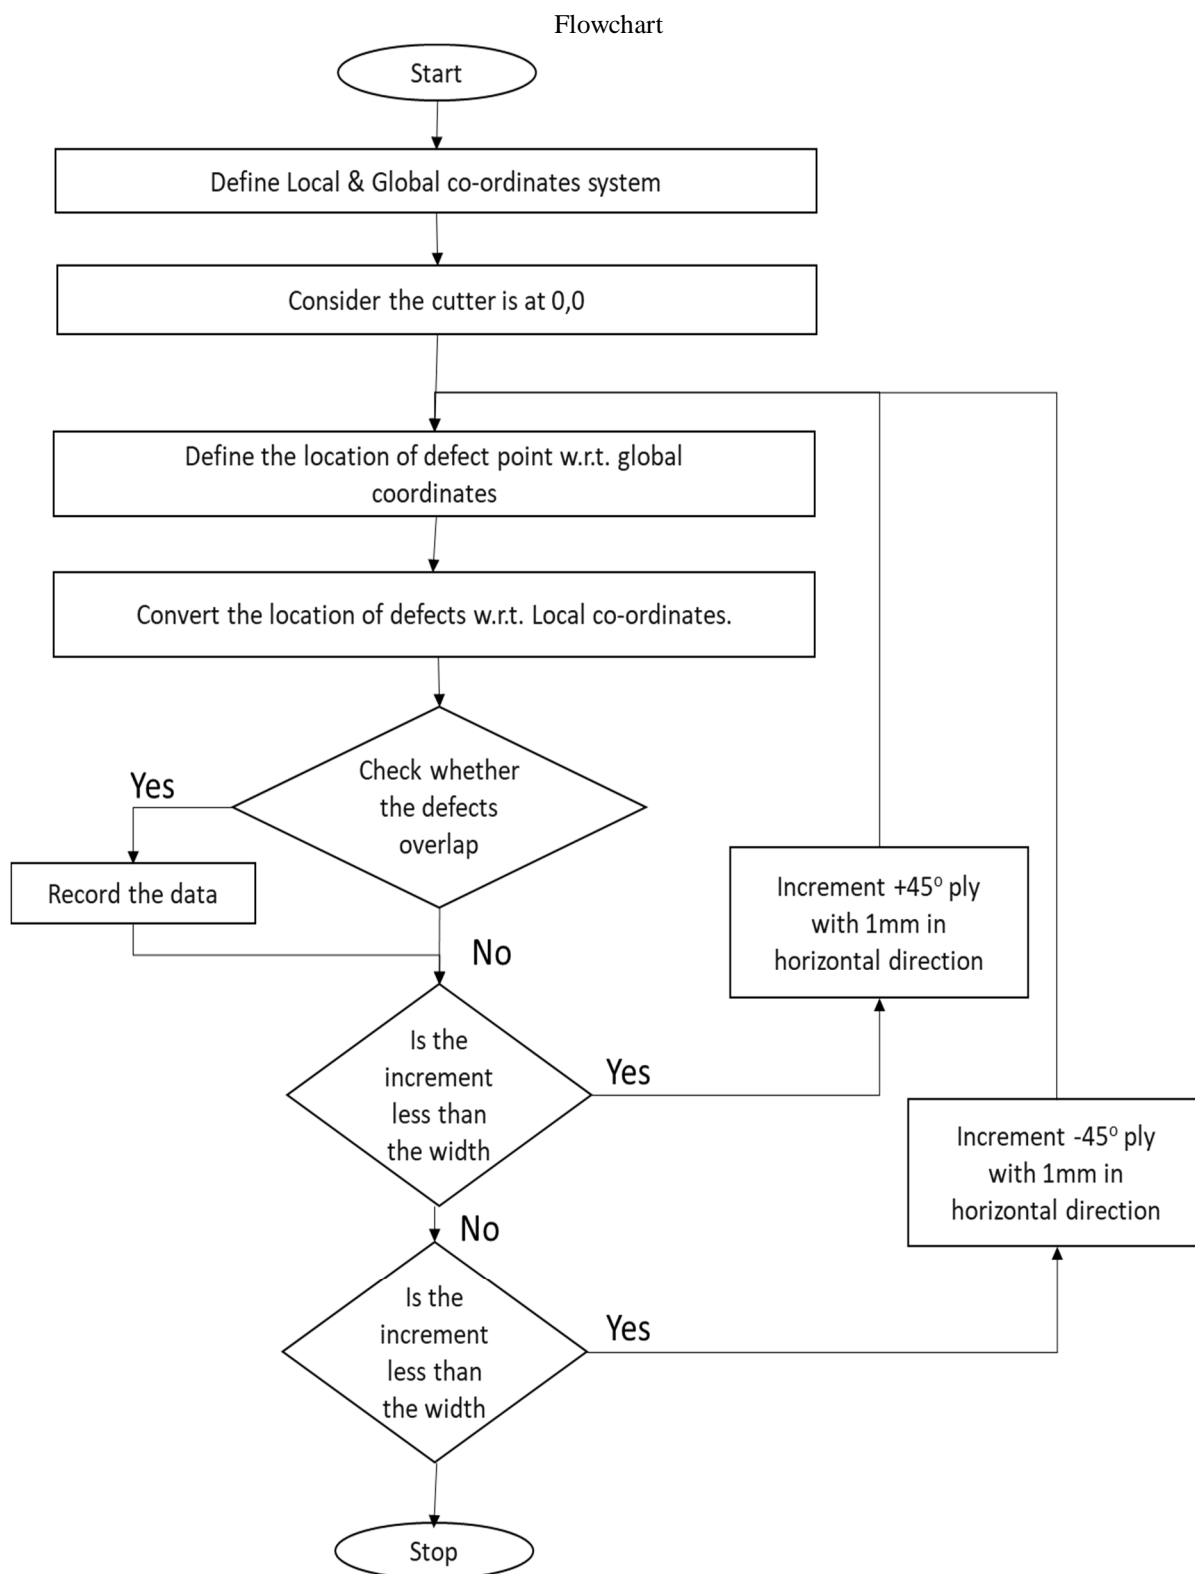 Flowchart
Start
Define Local & Global co-ordinates system
Consider the cutter is at 0,0
Define the location of defect point w.r.t. global
coordinates
Convert the location of defects w.r.t. Local co-ordinates.
Check whether
the defects
overlap
Yes
Record the data
No
Is the
increment
less than
the width
Yes
Increment +45⁰ ply
with 1mm in
horizontal direction
No
Is the
increment
less than
the width
Yes
Increment -45⁰ ply
with 1mm in
horizontal direction
Stop